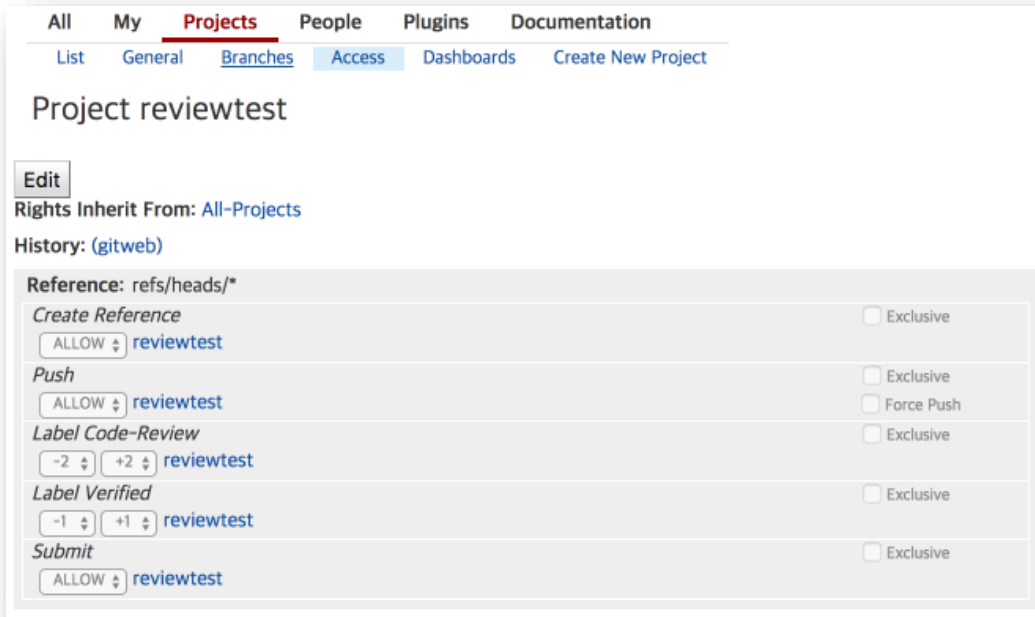 All My Projects People Plugins Documentation
List General Branches Access Dashboards Create New Project
Project reviewtest
Edit
Rights Inherit From: All-Projects
History: (gitweb)
Reference: refs/heads/*
Create Reference Exclusive
ALLOW reviewtest
Push Exclusive
ALLOW reviewtest Force Push
Label Code-Review Exclusive
-2 +2 reviewtest
Label Verified Exclusive
-1 +1 reviewtest
Submit Exclusive
ALLOW reviewtest